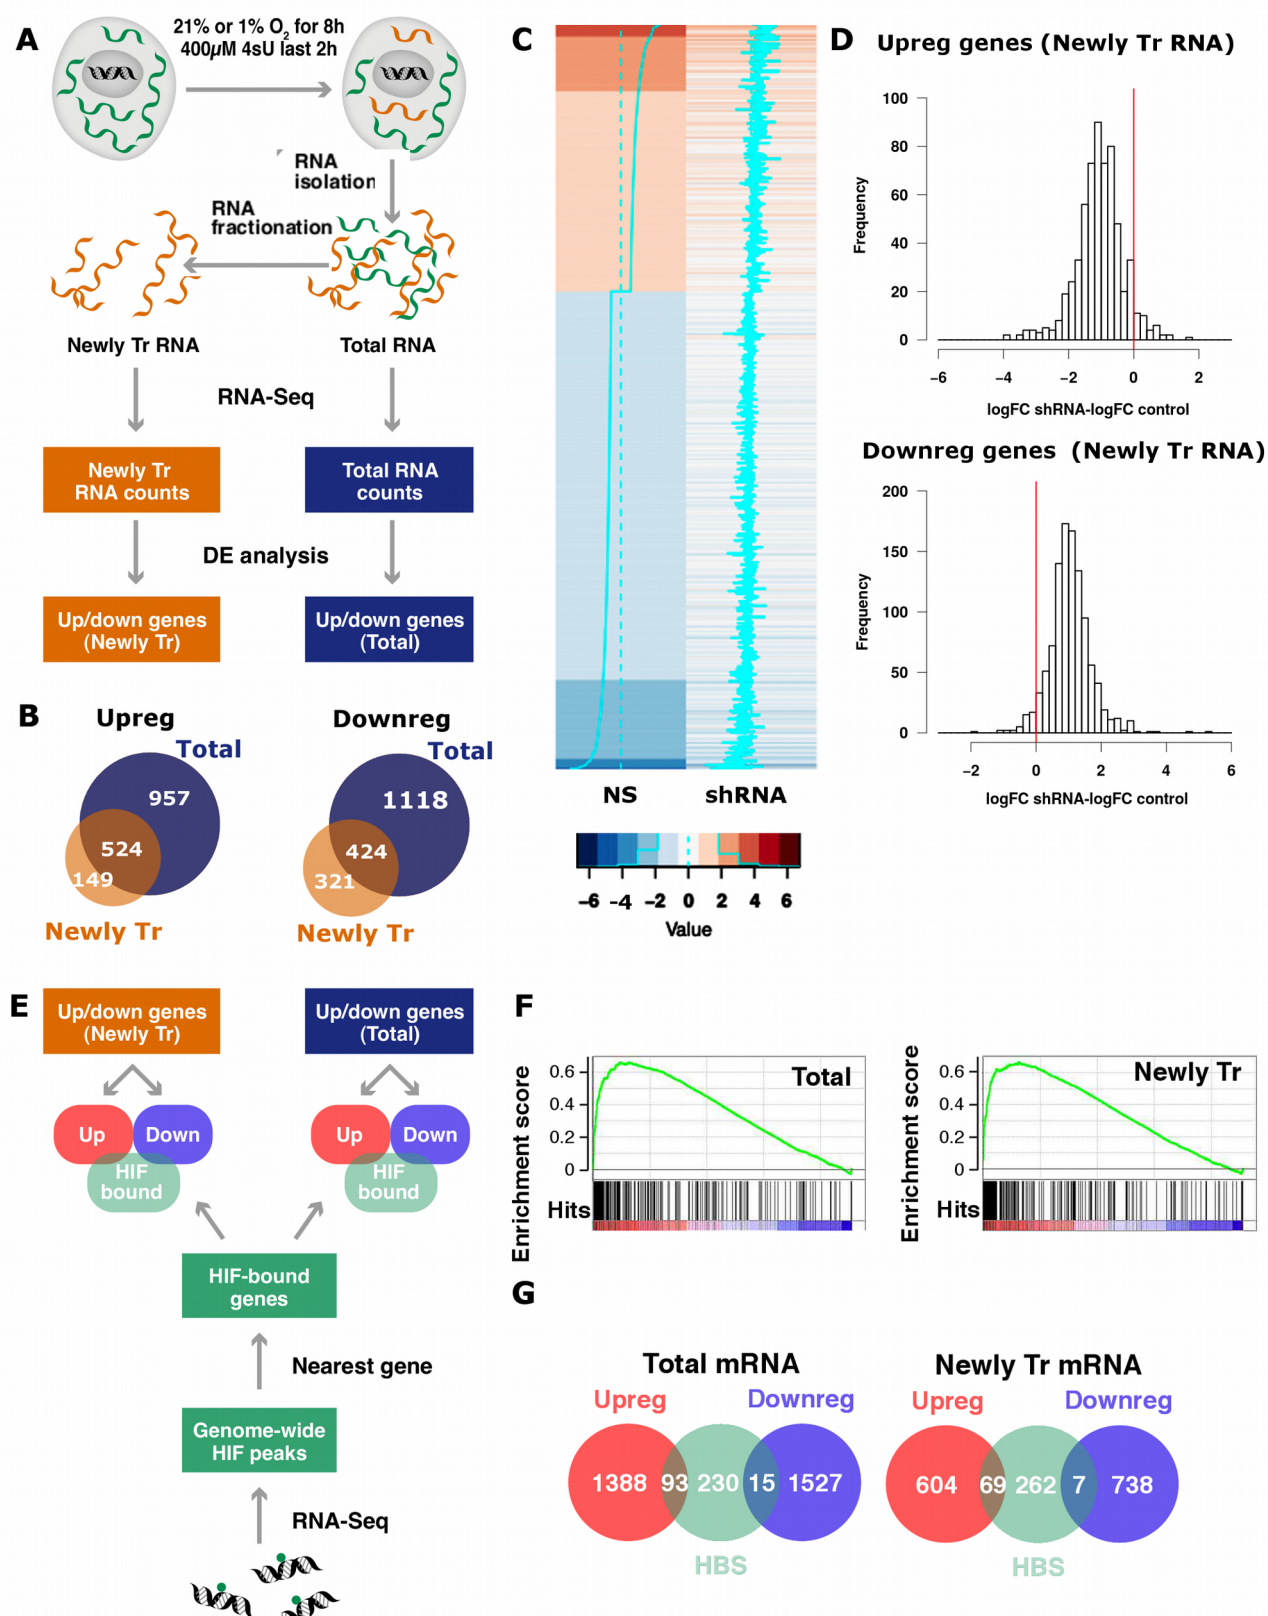 A
21% or 1% O2 for 8h
400µM 4sU last 2h
RNA
isolation
RNA
fractionation
Newly Tr RNA
Total RNA
RNA-Seq
Newly Tr
RNA counts
Total RNA
counts
DE analysis
Up/down genes
(Newly Tr)
Up/down genes
(Total)
B
Upreg
Total
957
524
149
Newly Tr
Downreg
Total
1118
424
321
Newly Tr
C
NS
shRNA
−6 -4 −2 0 2 4 6
Value
D
Upreg genes (Newly Tr RNA)
Frequency
100
80
60
40
20
0
−6 −4 −2 0 2
logFC shRNA-logFC control
Downreg genes (Newly Tr RNA)
Frequency
200
150
100
50
0
−2 0 2 4 6
logFC shRNA-logFC control
E
Up/down genes
(Newly Tr)
Up/down genes
(Total)
Up
Down
HIF
bound
Up
Down
HIF
bound
HIF-bound
genes
Nearest gene
Genome-wide
HIF peaks
RNA-Seq
F
Enrichment score
0.6
0.4
0.2
0
Total
Hits
Enrichment score
0.6
0.4
0.2
0
Newly Tr
Hits
G
Total mRNA
Upreg
Downreg
1388 93 230 15 1527
HBS
Newly Tr mRNA
Upreg
Downreg
604 69 262 7 738
HBS